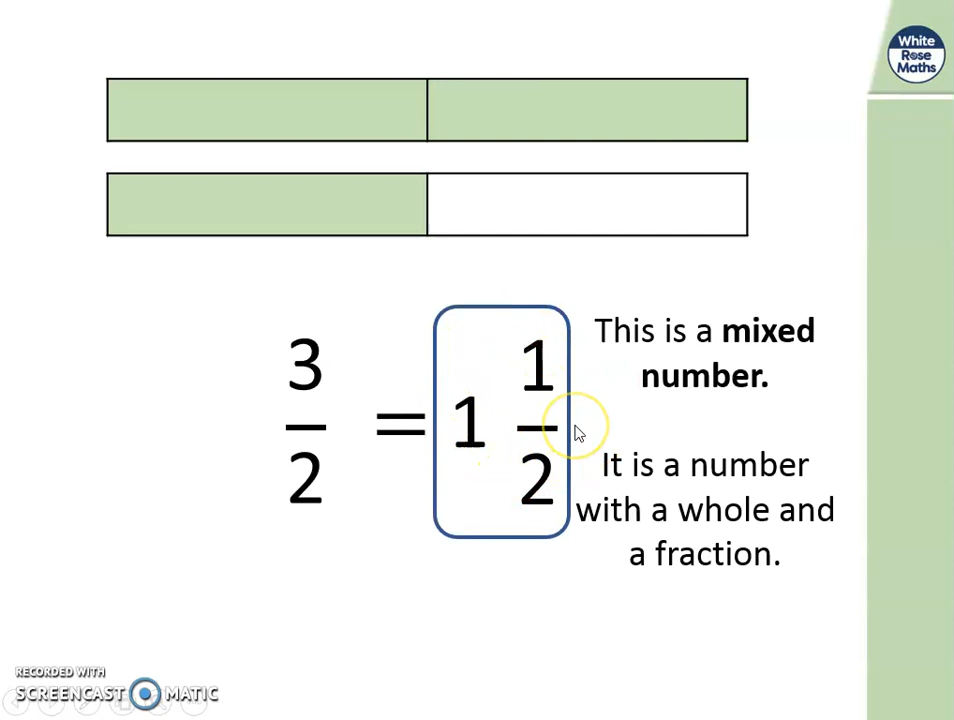 White
Rose
Maths
3
2
= 1
1
2
This is a mixed
number.
It is a number
with a whole and
a fraction.
RECORDED WITH
SCREENCAST MATIC